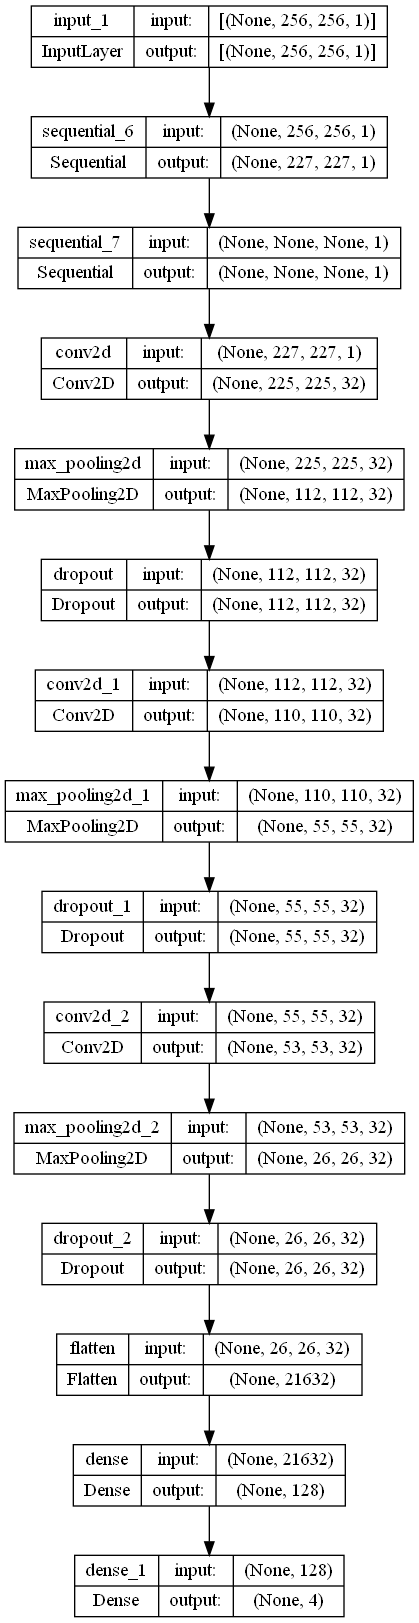 input_1 input: [(None, 256, 256, 1)]
InputLayer output: [(None, 256, 256, 1)]
sequential_6 input: (None, 256, 256, 1)
Sequential output: (None, 227, 227, 1)
sequential_7 input: (None, None, None, 1)
Sequential output: (None, None, None, 1)
conv2d input: (None, 227, 227, 1)
Conv2D output: (None, 225, 225, 32)
max_pooling2d input: (None, 225, 225, 32)
MaxPooling2D output: (None, 112, 112, 32)
dropout input: (None, 112, 112, 32)
Dropout output: (None, 112, 112, 32)
conv2d_1 input: (None, 112, 112, 32)
Conv2D output: (None, 110, 110, 32)
max_pooling2d_1 input: (None, 110, 110, 32)
MaxPooling2D output: (None, 55, 55, 32)
dropout_1 input: (None, 55, 55, 32)
Dropout output: (None, 55, 55, 32)
conv2d_2 input: (None, 55, 55, 32)
Conv2D output: (None, 53, 53, 32)
max_pooling2d_2 input: (None, 53, 53, 32)
MaxPooling2D output: (None, 26, 26, 32)
dropout_2 input: (None, 26, 26, 32)
Dropout output: (None, 26, 26, 32)
flatten input: (None, 26, 26, 32)
Flatten output: (None, 21632)
dense input: (None, 21632)
Dense output: (None, 128)
dense_1 input: (None, 128)
Dense output: (None, 4)